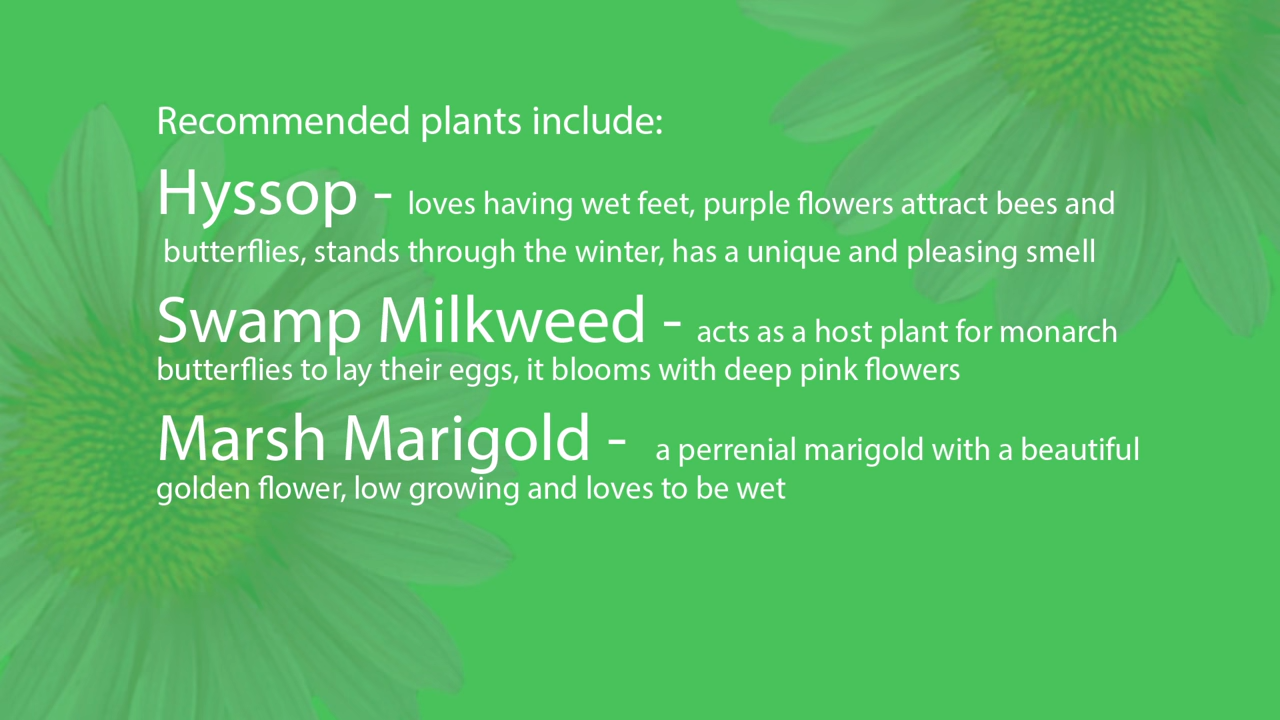 Recommended plants include:
Hyssop - loves having wet feet, purple flowers attract bees and
butterflies, stands through the winter, has a unique and pleasing smell
Swamp Milkweed - acts as a host plant for monarch
butterflies to lay their eggs, it blooms with deep pink flowers
Marsh Marigold - a perrenial marigold with a beautiful
golden flower, low growing and loves to be wet